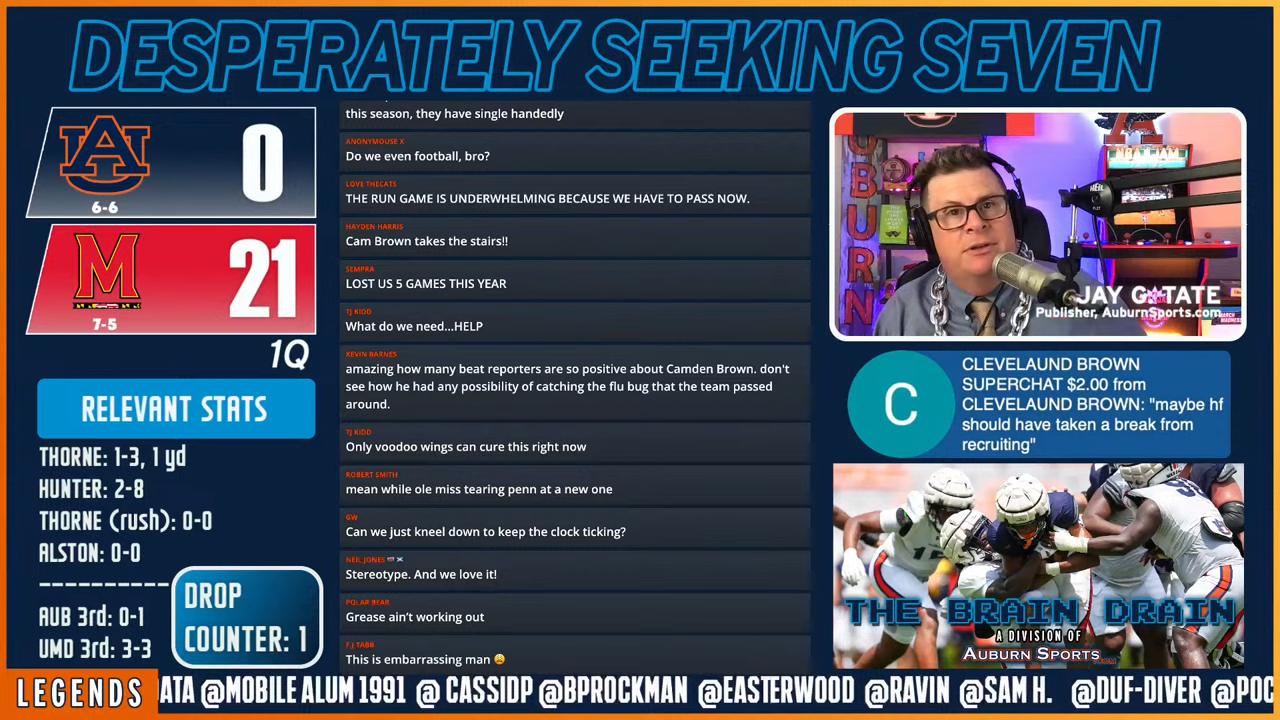 DESPERATELY SEEKING SEVEN
0
6-6
M
21
7-5
1Q
RELEVANT STATS
THORNE: 1-3, 1 yd
HUNTER: 2-8
THORNE (rush): 0-0
ALSTON: 0-0
----------
AUB 3rd: 0-1
UMD 3rd: 3-3
DROP
COUNTER: 1
this season, they have single handedly
ANONYMOUSE X
Do we even football, bro?
LOVE THECATS
THE RUN GAME IS UNDERWHELMING BECAUSE WE HAVE TO PASS NOW.
HAYDEN HARRIS
Cam Brown takes the stairs!!
SEMPRA
LOST US 5 GAMES THIS YEAR
TJ KIDD
What do we need...HELP
KEVIN BARNES
amazing how many beat reporters are so positive about Camden Brown. don't
see how he had any possibility of catching the flu bug that the team passed
around.
TJ KIDD
Only voodoo wings can cure this right now
ROBERT SMITH
mean while ole miss tearing penn at a new one
GW
Can we just kneel down to keep the clock ticking?
NEIL JONES
Stereotype. And we love it!
POLAR BEAR
Grease ain't working out
F.J TABB
This is embarrassing man 😩
UBURN
NBA JAM
HEIL
MARCH
MADNESS
JAY G TATE
Publisher, AuburnSports.com
C
CLEVELAUND BROWN
SUPERCHAT $2.00 from
CLEVELAUND BROWN: "maybe hf
should have taken a break from
recruiting"
THE BRAIN DRAIN
A DIVISION OF
AUBURN SPORTS.COM
LEGENDS
ATA @MOBILE ALUM 1991 @ CASSIDP @BPROCKMAN @EASTERWOOD @RAVIN @SAM H. @DUF-DIVER @POC